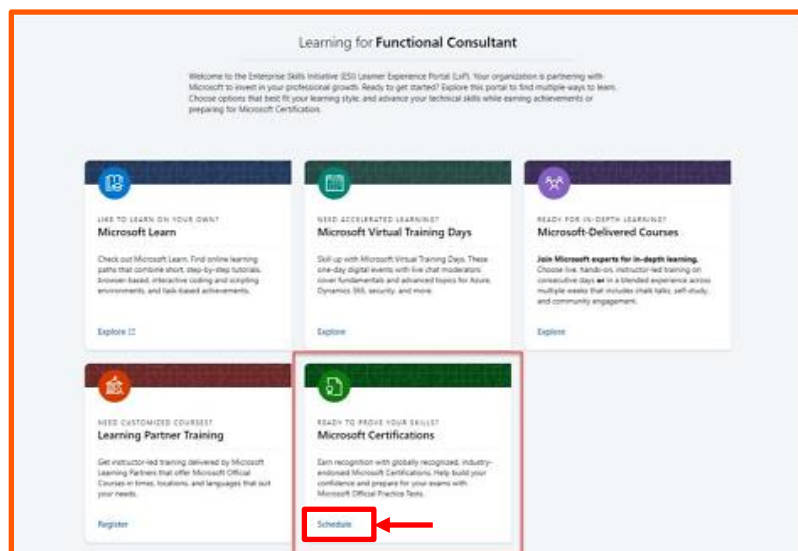 Learning for Functional Consultant
Welcome to the Enterprise Skills Initiative (ESI) Learner Experience Portal (LxP). Your organization is partnering with
Microsoft to invest in your professional growth. Ready to get started? Explore this portal to find multiple ways to learn.
Choose options that best fit your learning style, and advance your technical skills while earning achievements or
preparing for Microsoft Certification.
LIKE TO LEARN ON YOUR OWN?
Microsoft Learn
Check out Microsoft Learn. Find online learning
paths that combine short, step-by-step tutorials,
browser-based, interactive coding and scripting
environments, and task-based achievements.
Explore
NEED ACCELERATED LEARNING?
Microsoft Virtual Training Days
Skill up with Microsoft Virtual Training Days. These
one-day digital events with live chat moderators
cover fundamentals and advanced topics for Azure,
Dynamics 365, security, and more.
Explore
READY FOR IN-DEPTH LEARNING?
Microsoft-Delivered Courses
Join Microsoft experts for in-depth learning.
Choose live, hands-on, instructor-led training on
consecutive days or in a blended experience across
multiple weeks that includes chalk talks, self-study,
and community engagement.
Explore
NEED CUSTOMIZED COURSES?
Learning Partner Training
Get instructor-led training delivered by Microsoft
Learning Partners that offer Microsoft Official
Courses in times, locations, and languages that suit
your needs.
Register
READY TO PROVE YOUR SKILLS?
Microsoft Certifications
Earn recognition with globally recognized, industry-
endorsed Microsoft Certifications. Help build your
confidence and prepare for your exams with
Microsoft Official Practice Tests.
Schedule